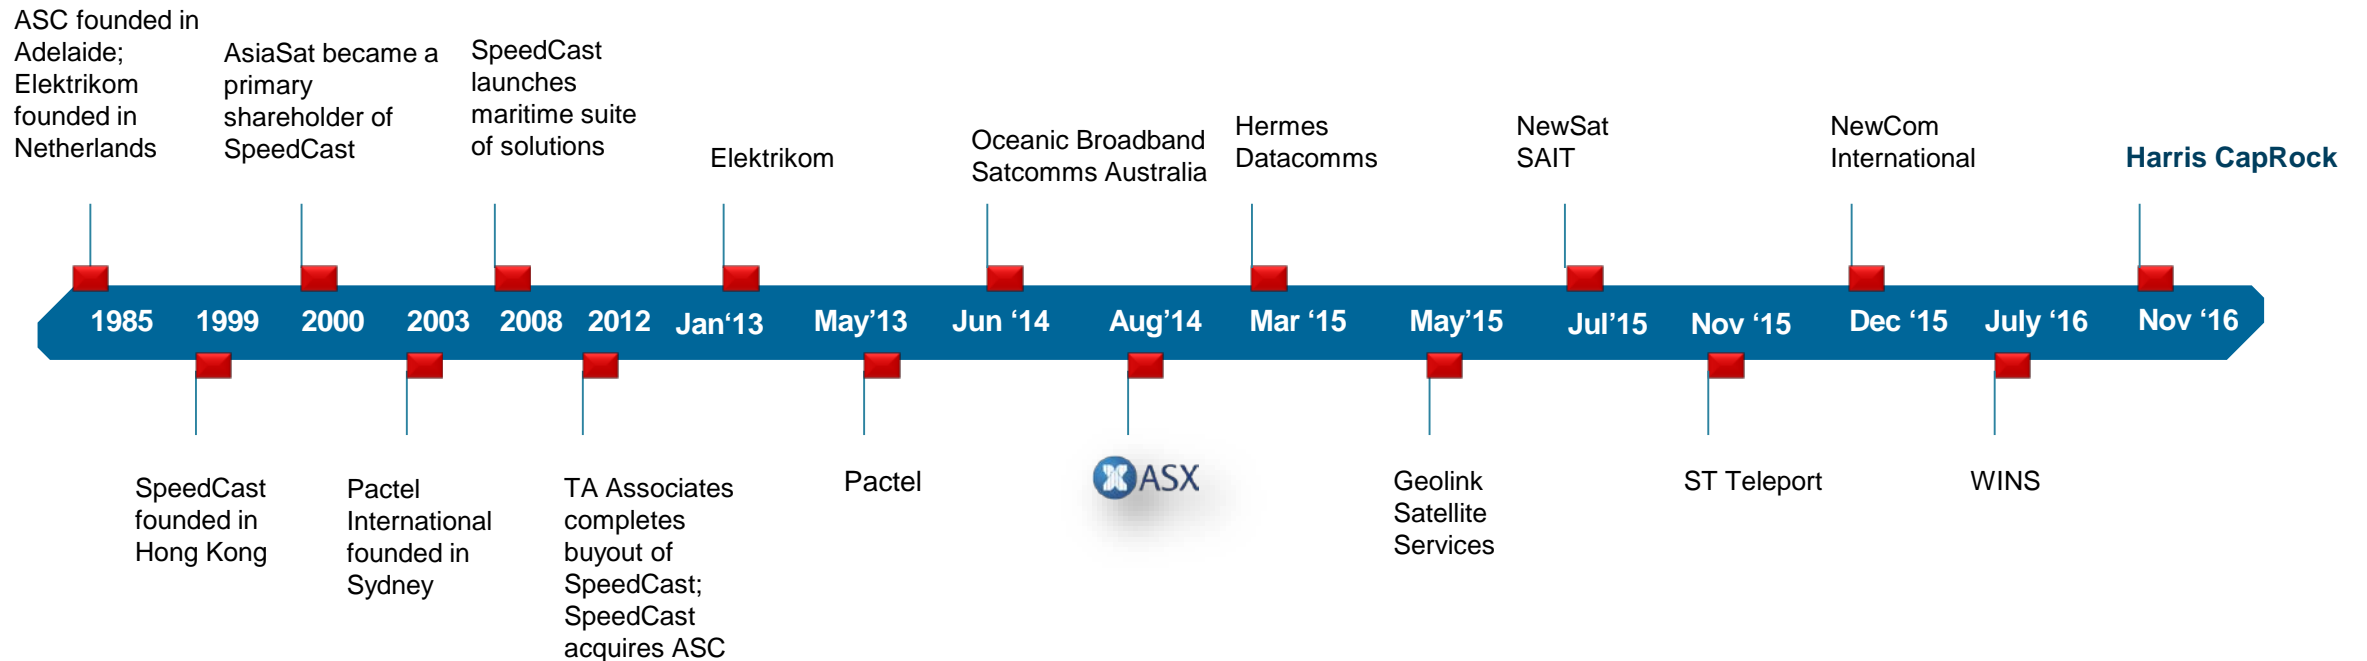 ASC founded in
Adelaide;
Elektrikom
founded in
Netherlands
AsiaSat became a
primary
shareholder of
SpeedCast
SpeedCast
launches
maritime suite
of solutions
Elektrikom
Oceanic Broadband
Satcomms Australia
Hermes
Datacomms
NewSat
SAIT
NewCom
International
Harris CapRock
1985 1999 2000 2003 2008 2012 Jan‘13 May’13 Jun ‘14 Aug’14 Mar ‘15 May’15 Jul’15 Nov ‘15 Dec ‘15 July ‘16 Nov ‘16
SpeedCast
founded in
Hong Kong
Pactel
International
founded in
Sydney
TA Associates
completes
buyout of
SpeedCast;
SpeedCast
acquires ASC
Pactel
ASX
Geolink
Satellite
Services
ST Teleport
WINS